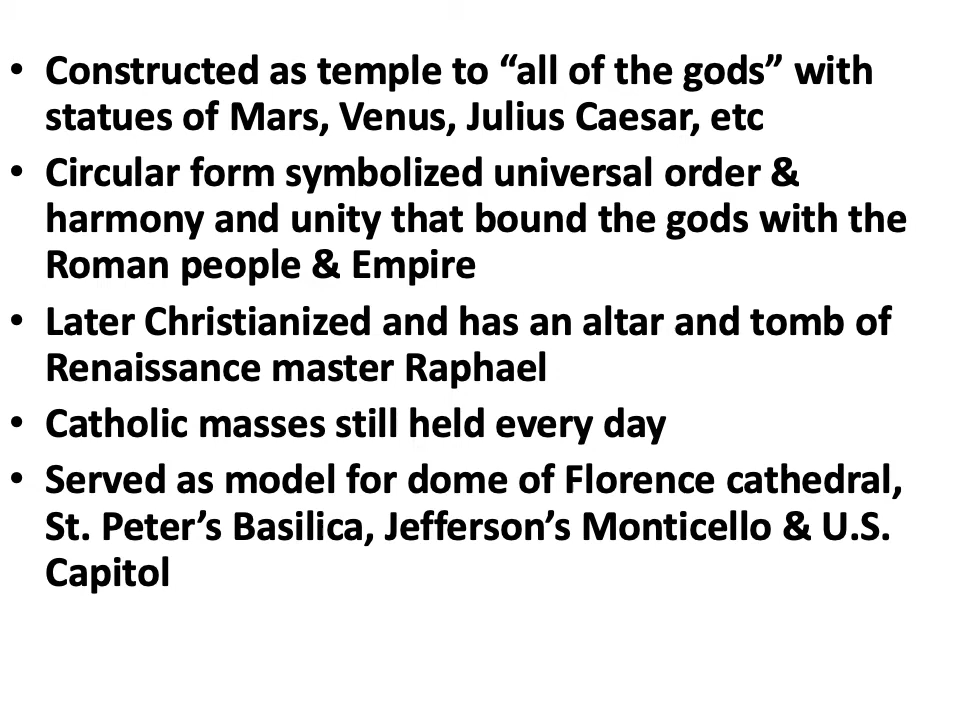 • Constructed as temple to “all of the gods” with
statues of Mars, Venus, Julius Caesar, etc
• Circular form symbolized universal order &
harmony and unity that bound the gods with the
Roman people & Empire
• Later Christianized and has an altar and tomb of
Renaissance master Raphael
• Catholic masses still held every day
• Served as model for dome of Florence cathedral,
St. Peter’s Basilica, Jefferson’s Monticello & U.S.
Capitol